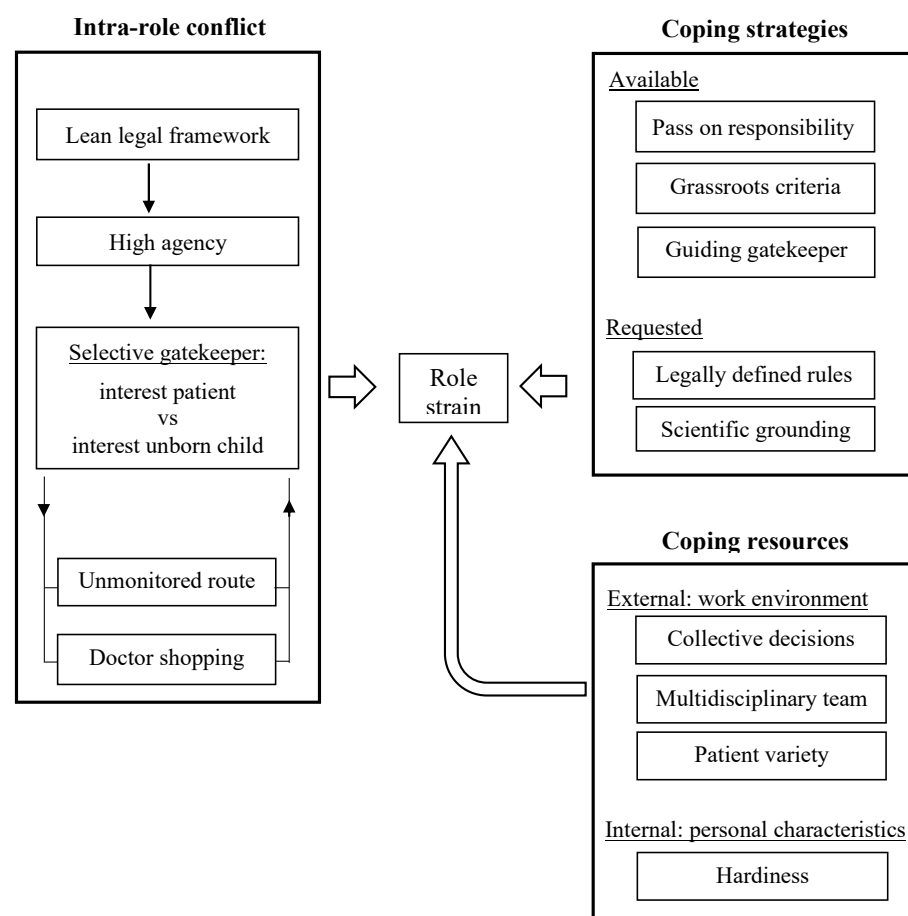 Intra-role conflict
Lean legal framework
High agency
Selective gatekeeper:
interest patient
vs
interest unborn child
Unmonitored route
Doctor shopping
Role
strain
Coping strategies
Available
Pass on responsibility
Grassroots criteria
Guiding gatekeeper
Requested
Legally defined rules
Scientific grounding
Coping resources
External: work environment
Collective decisions
Multidisciplinary team
Patient variety
Internal: personal characteristics
Hardiness